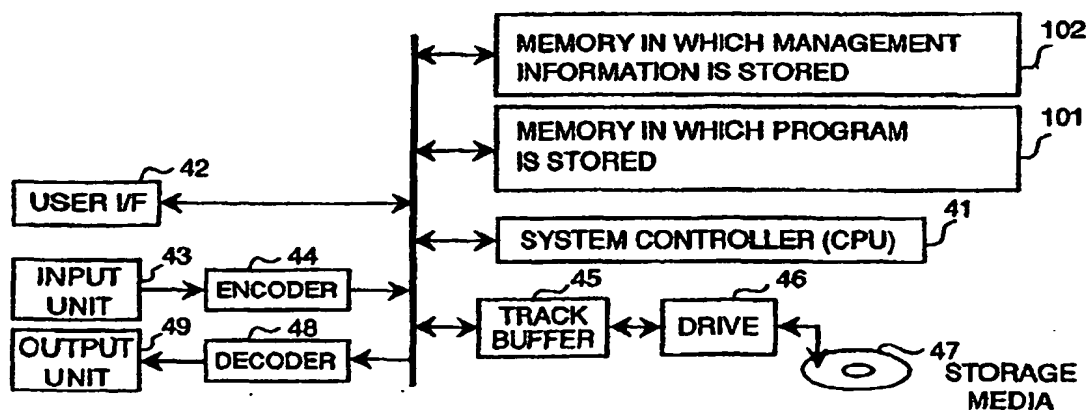 102
MEMORY IN WHICH MANAGEMENT
INFORMATION IS STORED
101
MEMORY IN WHICH PROGRAM
IS STORED
42
USER I/F
41
SYSTEM CONTROLLER (CPU)
43
INPUT
UNIT
44
ENCODER
45
TRACK
BUFFER
46
DRIVE
49
OUTPUT
UNIT
48
DECODER
47
STORAGE
MEDIA